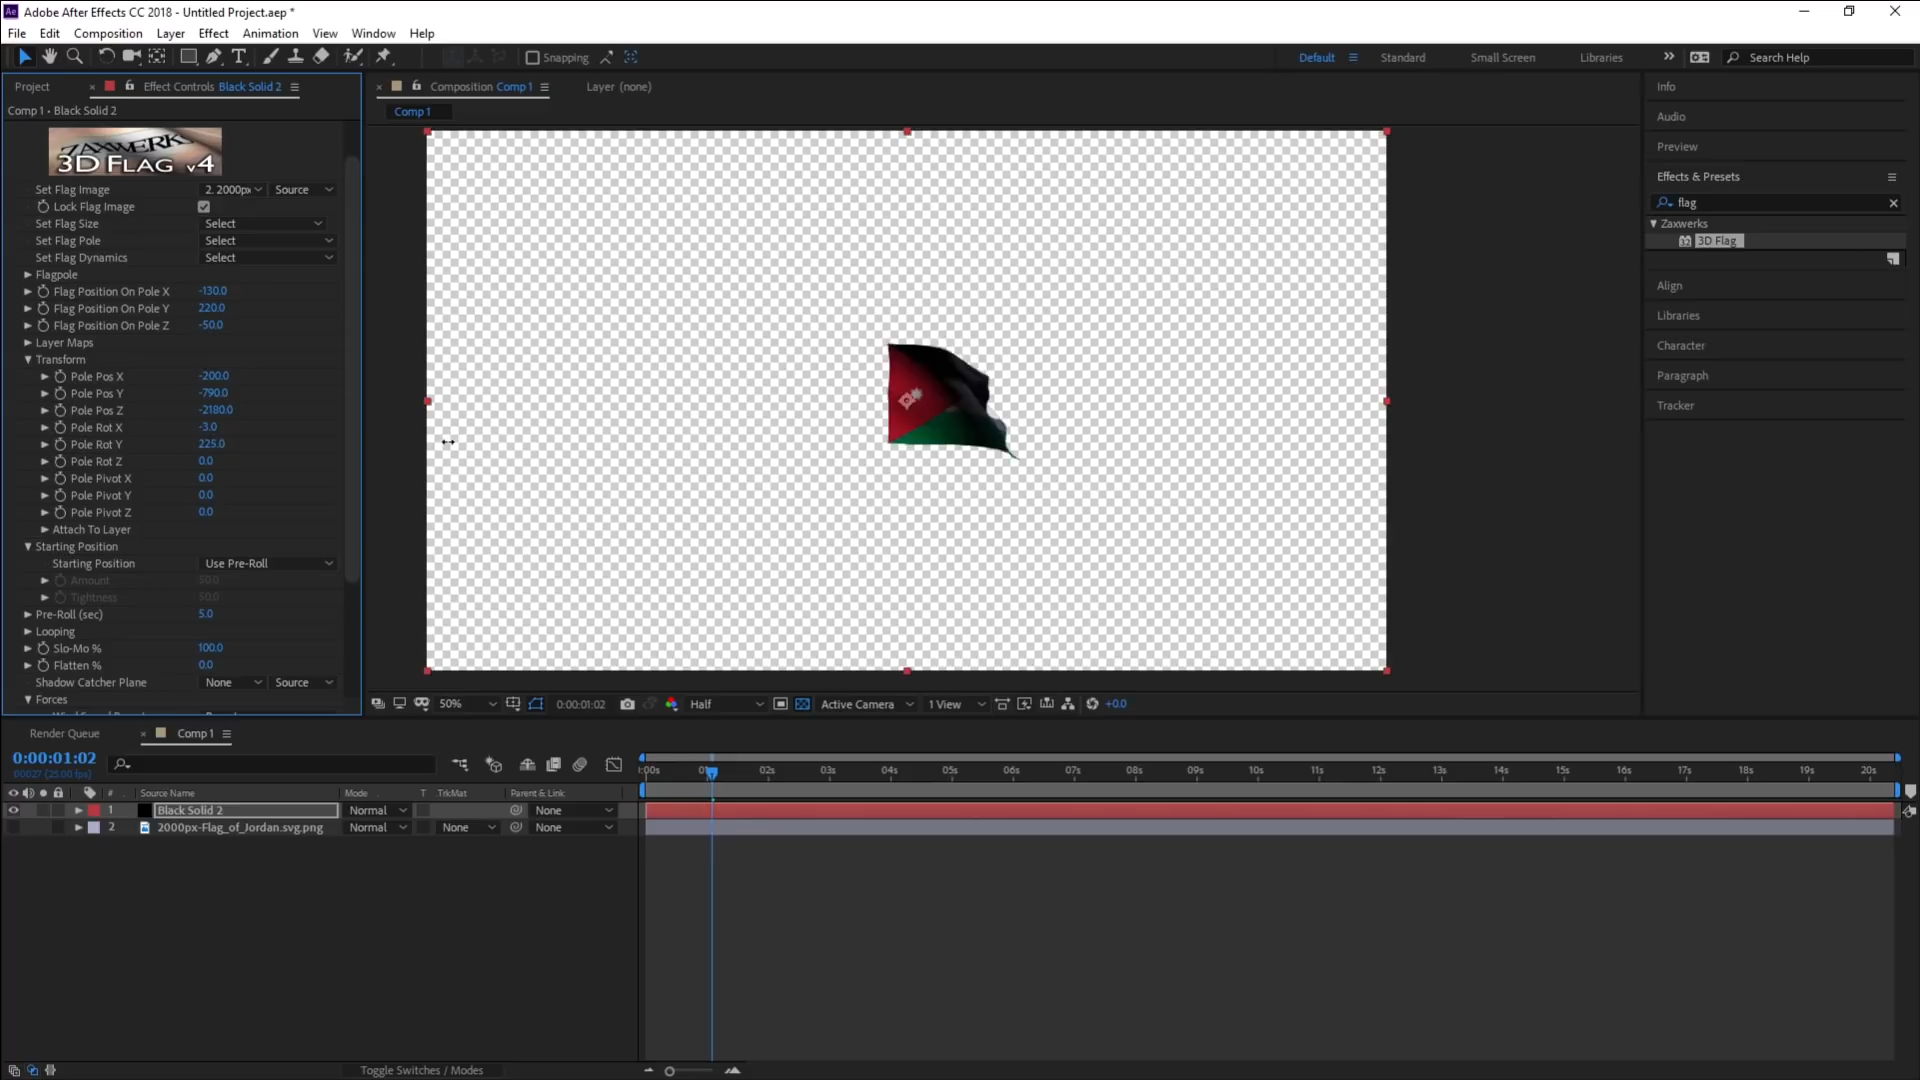 Adobe After Effects CC 2018 - Untitled Project.aep *
File Edit Composition Layer Effect Animation View Window Help
Snapping Default Standard Small Screen Libraries Search Help
Project Effect Controls Black Solid 2
Comp 1 • Black Solid 2
ZAXWERKS
3D FLAG v4
Set Flag Image 2. 2000px Source
Lock Flag Image
Set Flag Size Select
Set Flag Pole Select
Set Flag Dynamics Select
Flagpole
Flag Position On Pole X -130.0
Flag Position On Pole Y 220.0
Flag Position On Pole Z -50.0
Layer Maps
Transform
Pole Pos X -200.0
Pole Pos Y -790.0
Pole Pos Z -2180.0
Pole Rot X -3.0
Pole Rot Y 225.0
Pole Rot Z 0.0
Pole Pivot X 0.0
Pole Pivot Y 0.0
Pole Pivot Z 0.0
Attach To Layer
Starting Position
Starting Position Use Pre-Roll
Amount 50.0
Tightness 50.0
Pre-Roll (sec) 5.0
Looping
Slo-Mo % 100.0
Flatten % 0.0
Shadow Catcher Plane None Source
Forces
Composition Comp 1 Layer (none)
Comp 1
50% 0:00:01:02 Half Active Camera 1 View +0.0
Info
Audio
Preview
Effects & Presets
flag
Zaxwerks
3D Flag
Align
Libraries
Character
Paragraph
Tracker
Render Queue Comp 1
0:00:01:02
00027 (25.00 fps)
# Source Name Mode T TrkMat Parent & Link
1 Black Solid 2 Normal None
2 2000px-Flag_of_Jordan.svg.png Normal None None
:00s 02s 03s 04s 05s 06s 07s 08s 09s 10s 11s 12s 13s 14s 15s 16s 17s 18s 19s 20s
Toggle Switches / Modes